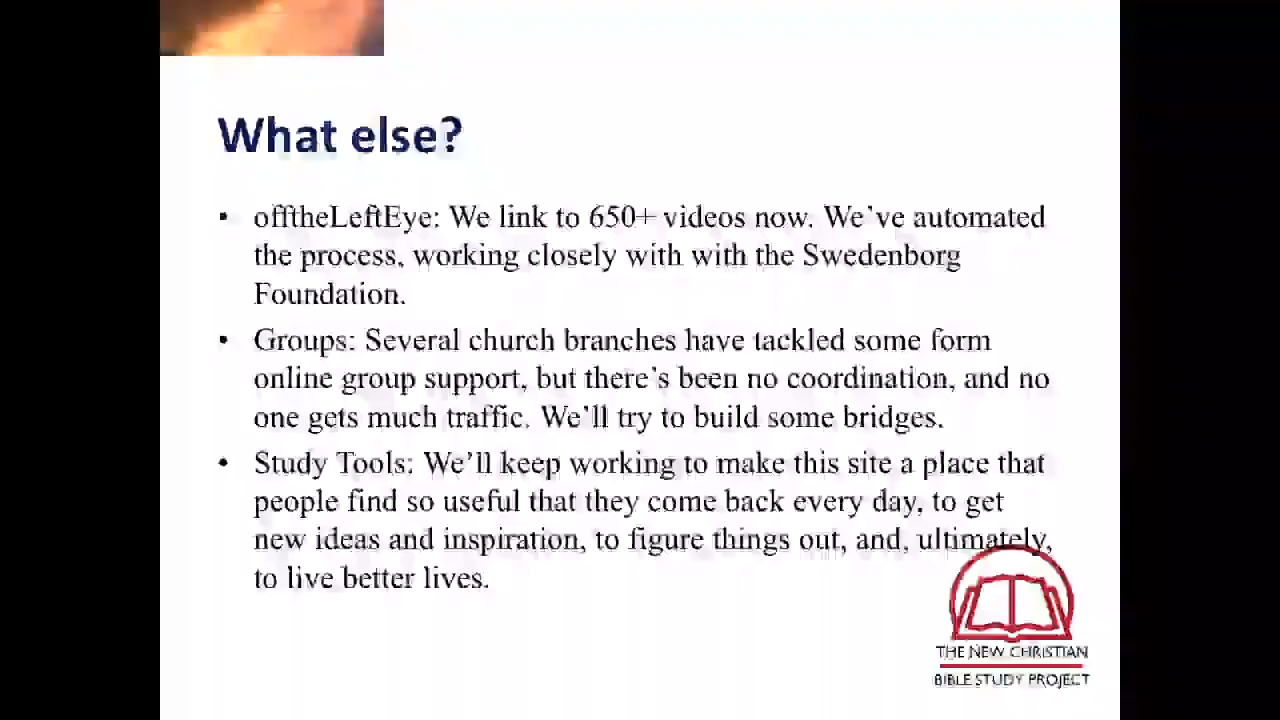 What else?
• offtheLeftEye: We link to 650+ videos now. We've automated
the process, working closely with with the Swedenborg
Foundation.
• Groups: Several church branches have tackled some form
online group support, but there's been no coordination, and no
one gets much traffic. We'll try to build some bridges.
• Study Tools: We'll keep working to make this site a place that
people find so useful that they come back every day, to get
new ideas and inspiration, to figure things out, and, ultimately,
to live better lives.
THE NEW CHRISTIAN
BIBLE STUDY PROJECT